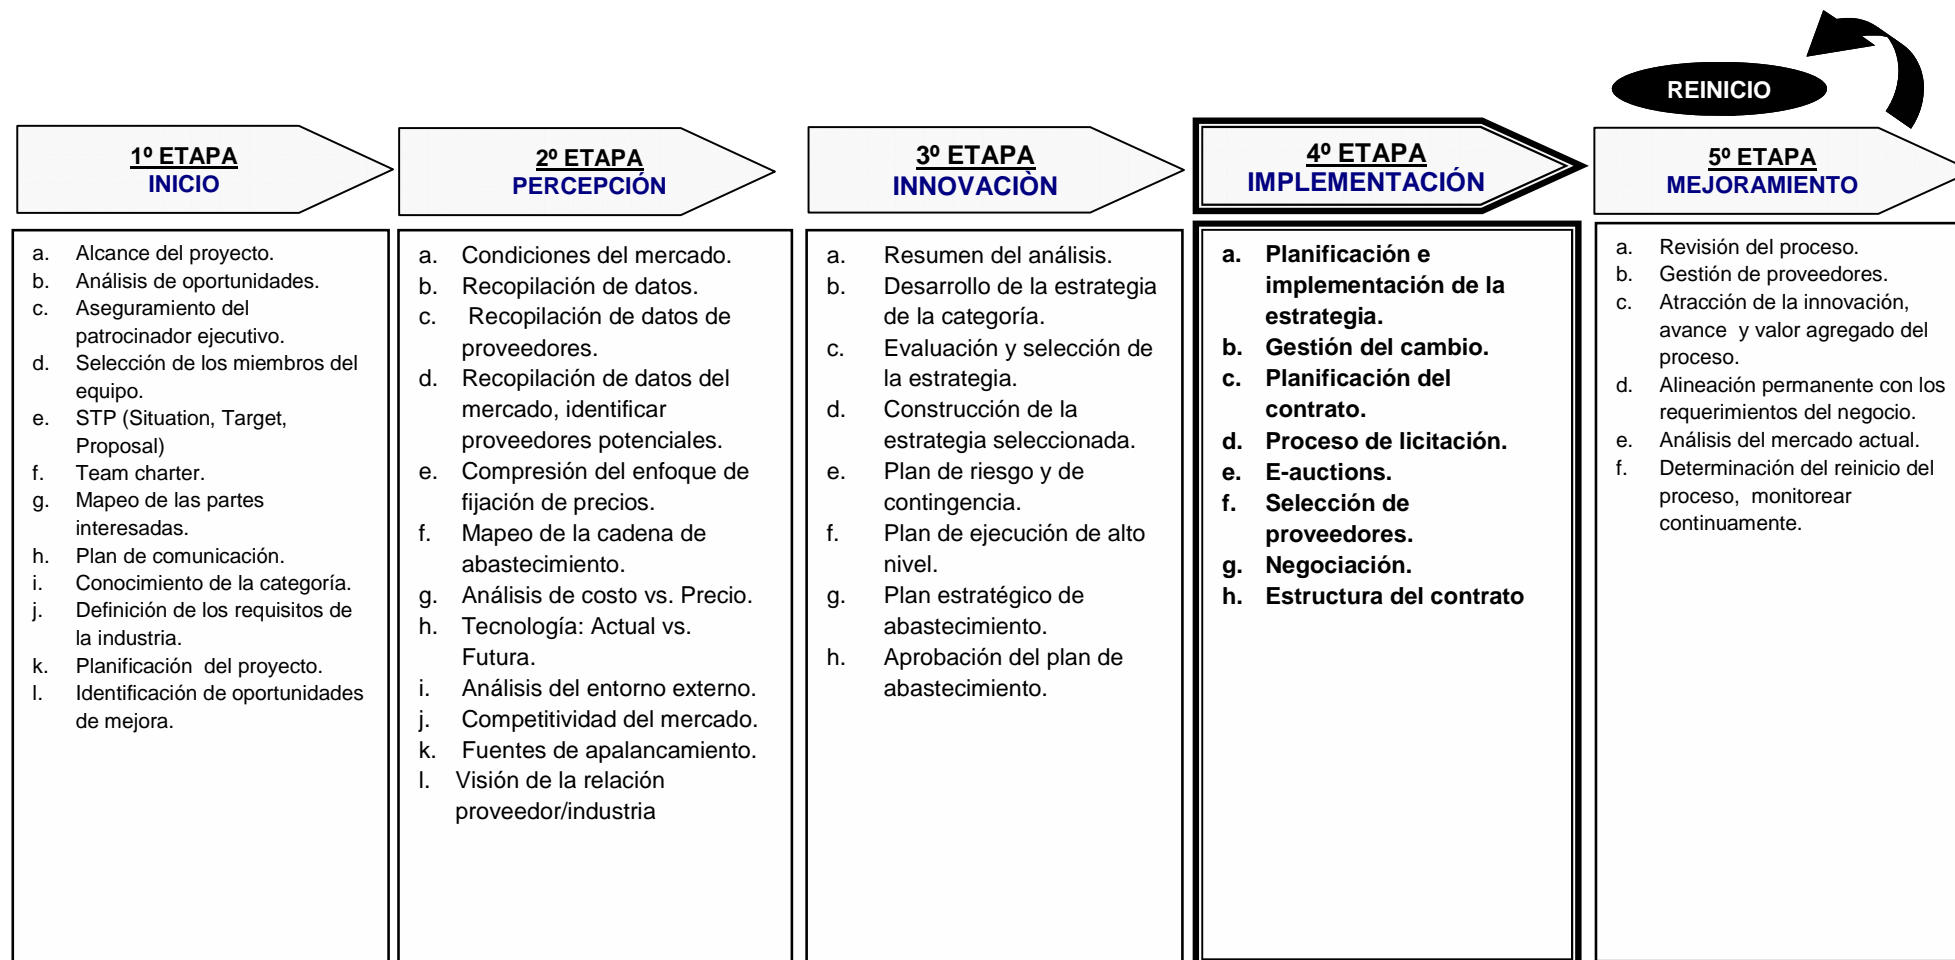 REINICIO
1º ETAPA
INICIO
a. Alcance del proyecto.
b. Análisis de oportunidades.
c. Aseguramiento del
patrocinador ejecutivo.
d. Selección de los miembros del
equipo.
e. STP (Situation, Target,
Proposal)
f. Team charter.
g. Mapeo de las partes
interesadas.
h. Plan de comunicación.
i. Conocimiento de la categoría.
j. Definición de los requisitos de
la industria.
k. Planificación del proyecto.
l. Identificación de oportunidades
de mejora.
2º ETAPA
PERCEPCIÓN
a. Condiciones del mercado.
b. Recopilación de datos.
c. Recopilación de datos de
proveedores.
d. Recopilación de datos del
mercado, identificar
proveedores potenciales.
e. Compresión del enfoque de
fijación de precios.
f. Mapeo de la cadena de
abastecimiento.
g. Análisis de costo vs. Precio.
h. Tecnología: Actual vs.
Futura.
i. Análisis del entorno externo.
j. Competitividad del mercado.
k. Fuentes de apalancamiento.
l. Visión de la relación
proveedor/industria
3º ETAPA
INNOVACIÒN
a. Resumen del análisis.
b. Desarrollo de la estrategia
de la categoría.
c. Evaluación y selección de
la estrategia.
d. Construcción de la
estrategia seleccionada.
e. Plan de riesgo y de
contingencia.
f. Plan de ejecución de alto
nivel.
g. Plan estratégico de
abastecimiento.
h. Aprobación del plan de
abastecimiento.
4º ETAPA
IMPLEMENTACIÓN
a. Planificación e
implementación de la
estrategia.
b. Gestión del cambio.
c. Planificación del
contrato.
d. Proceso de licitación.
e. E-auctions.
f. Selección de
proveedores.
g. Negociación.
h. Estructura del contrato
5º ETAPA
MEJORAMIENTO
a. Revisión del proceso.
b. Gestión de proveedores.
c. Atracción de la innovación,
avance y valor agregado del
proceso.
d. Alineación permanente con los
requerimientos del negocio.
e. Análisis del mercado actual.
f. Determinación del reinicio del
proceso, monitorear
continuamente.